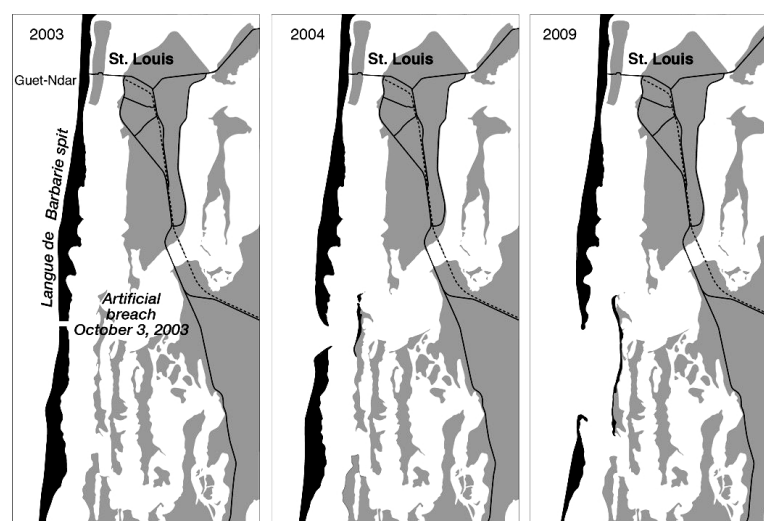 2003
St. Louis
Guet-Ndar
Langue de Barbarie spit
Artificial
breach
October 3, 2003
2004
St. Louis
2009
St. Louis